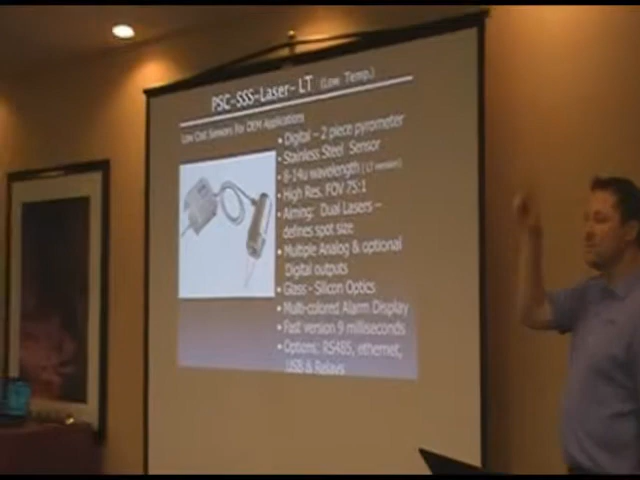 PSC-SSS-Laser- LT (Low Temp.)
Low Cost Sensors For OEM Applications
• Digital – 2 piece pyrometer
• Stainless Steel Sensor
• 8-14u wavelength ( LT version)
• High Res. FOV 75:1
• Aiming: Dual Lasers –
defines spot size
• Multiple Analog & optional
Digital outputs
• Glass - Silicon Optics
• Multi-colored Alarm Display
• Fast version 9 milliseconds
• Options: RS485, ethernet,
USB & Relays